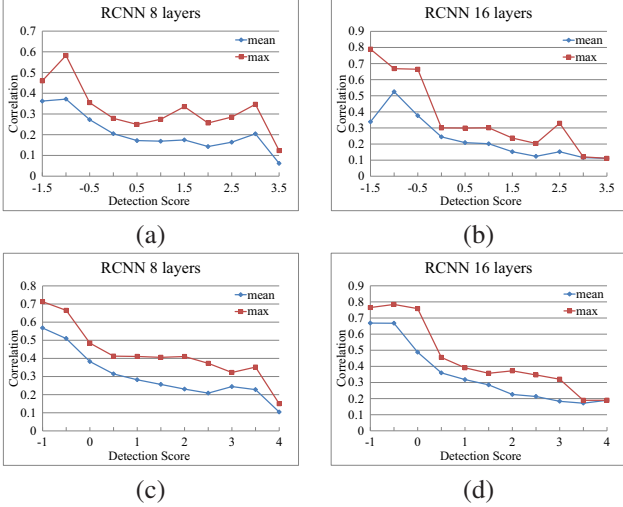 RCNN 8 layers
0.7
0.6
0.5
0.4
0.3
0.2
0.1
0
Correlation
mean
max
-1.5 -0.5 0.5 1.5 2.5 3.5
Detection Score
(a)
RCNN 16 layers
0.9
0.8
0.7
0.6
0.5
0.4
0.3
0.2
0.1
0
Correlation
mean
max
-1.5 -0.5 0.5 1.5 2.5 3.5
Detection Score
(b)
RCNN 8 layers
0.8
0.7
0.6
0.5
0.4
0.3
0.2
0.1
0
Correlation
mean
max
-1 0 1 2 3 4
Detection Score
(c)
RCNN 16 layers
0.9
0.8
0.7
0.6
0.5
0.4
0.3
0.2
0.1
0
Correlation
mean
max
-1 0 1 2 3 4
Detection Score
(d)